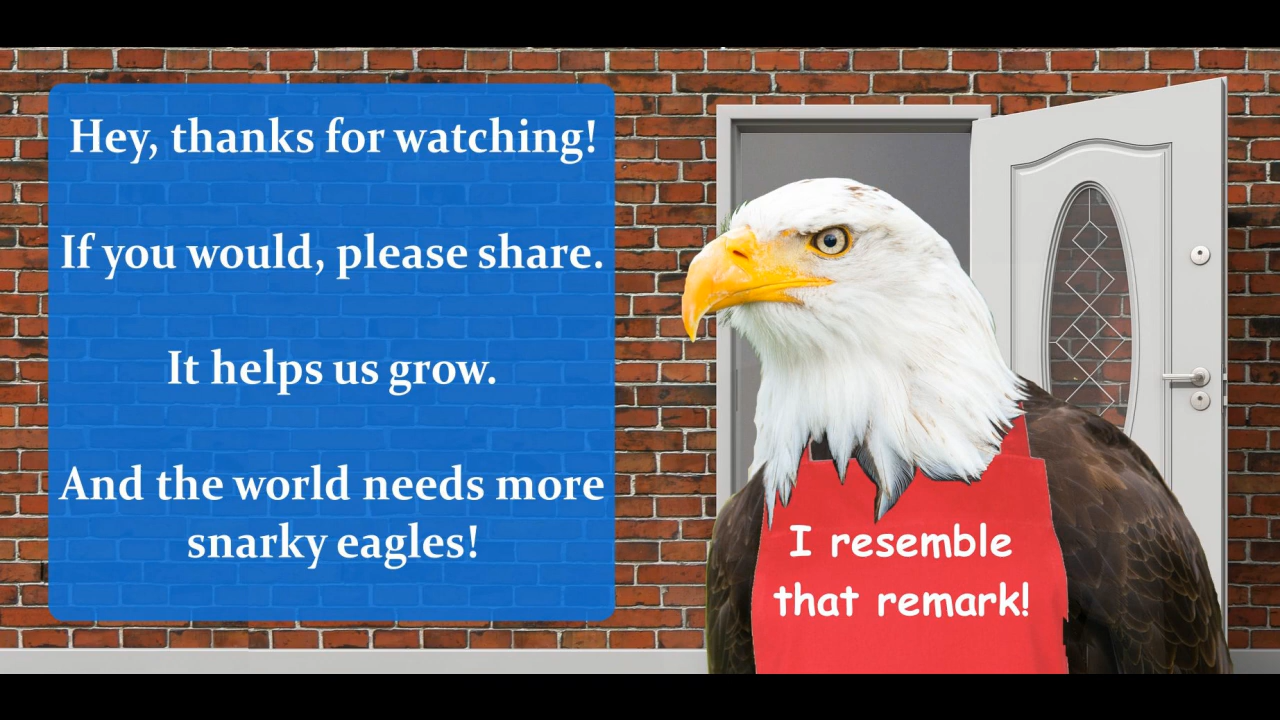 Hey, thanks for watching!
If you would, please share.
It helps us grow.
And the world needs more
snarky eagles!
I resemble
that remark!